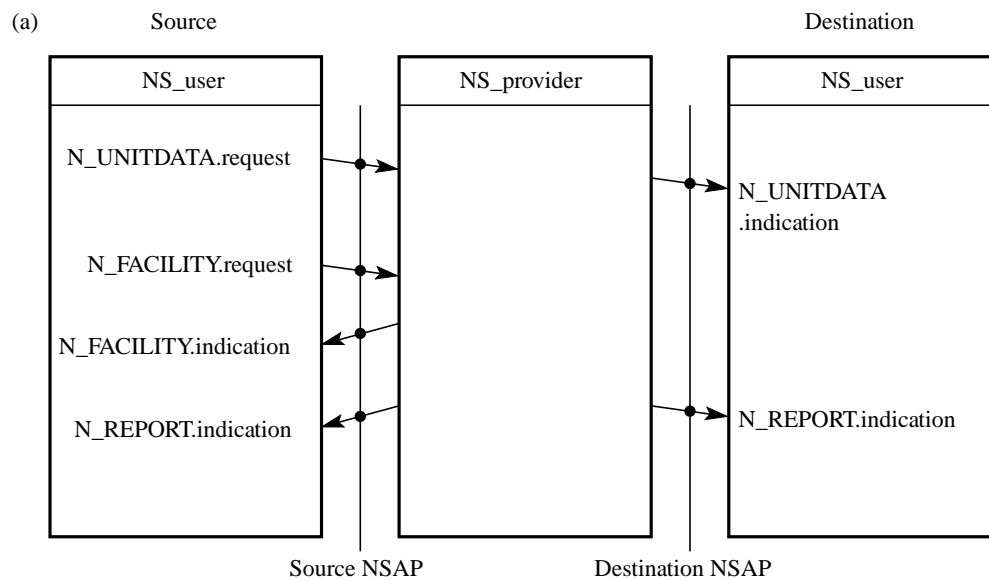 (a)
Source
Destination
NS_user
NS_provider
NS_user
N_UNITDATA.request
N_UNITDATA
.indication
N_FACILITY.request
N_FACILITY.indication
N_REPORT.indication
N_REPORT.indication
Source NSAP
Destination NSAP